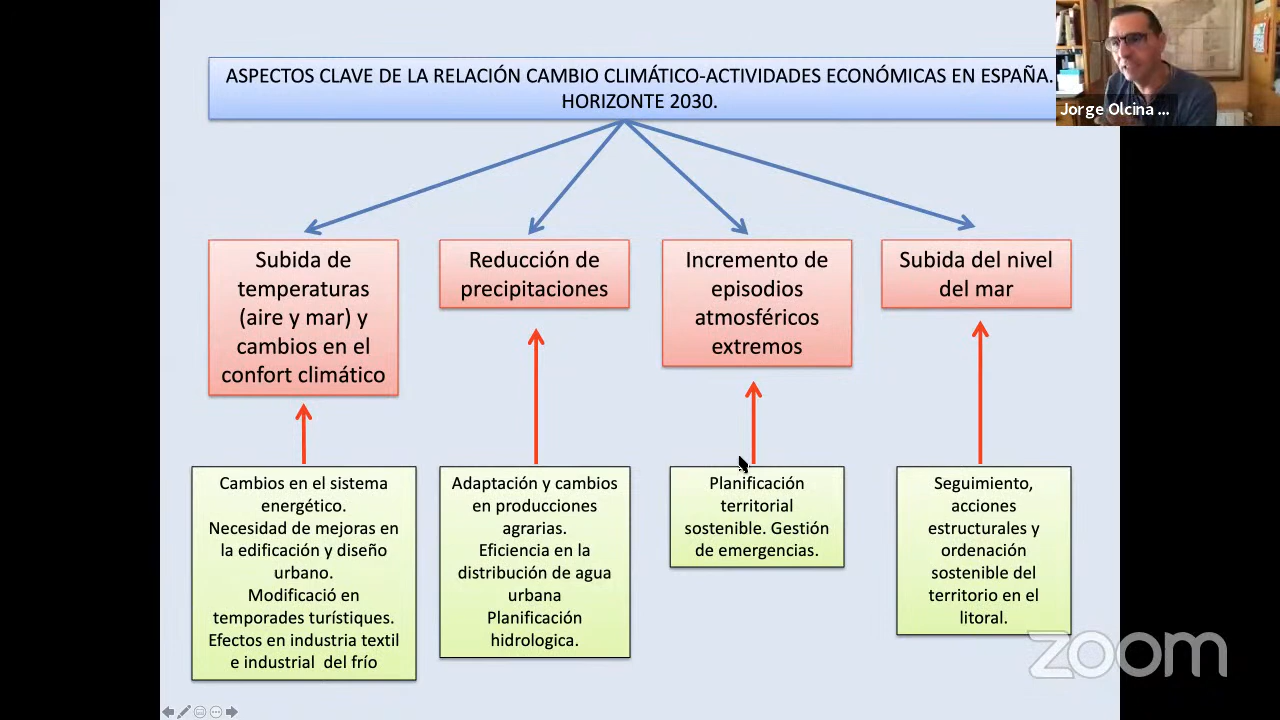 ASPECTOS CLAVE DE LA RELACIÓN CAMBIO CLIMÁTICO-ACTIVIDADES ECONÓMICAS EN ESPAÑA.
HORIZONTE 2030.
Jorge Olcina ...
Subida de
temperaturas
(aire y mar) y
cambios en el
confort climático
Reducción de
precipitaciones
Incremento de
episodios
atmosféricos
extremos
Subida del nivel
del mar
Cambios en el sistema
energético.
Necesidad de mejoras en
la edificación y diseño
urbano.
Modificació en
temporades turístiques.
Efectos en industria textil
e industrial del frío
Adaptación y cambios
en producciones
agrarias.
Eficiencia en la
distribución de agua
urbana
Planificación
hidrologica.
Planificación
territorial
sostenible. Gestión
de emergencias.
Seguimiento,
acciones
estructurales y
ordenación
sostenible del
territorio en el
litoral.
zoom